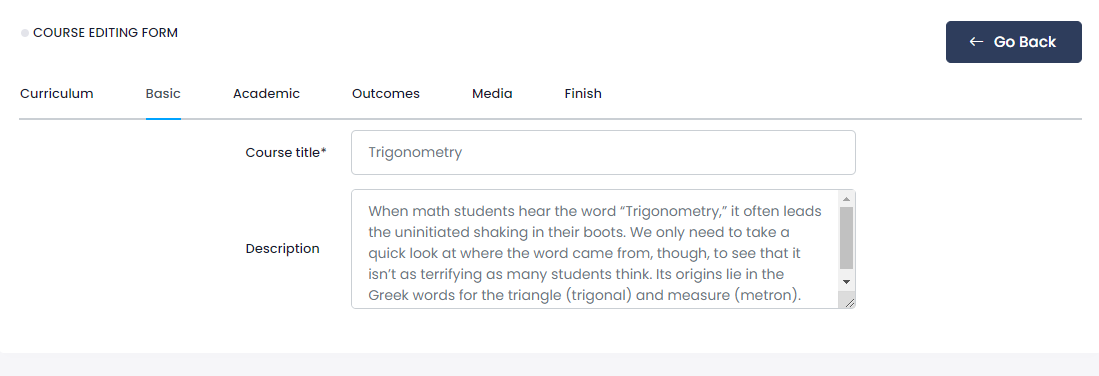 COURSE EDITING FORM
Go Back
Curriculum Basic Academic Outcomes Media Finish
Course title*
Trigonometry
Description
When math students hear the word “Trigonometry,” it often leads
the uninitiated shaking in their boots. We only need to take a
quick look at where the word came from, though, to see that it
isn’t as terrifying as many students think. Its origins lie in the
Greek words for the triangle (trigonal) and measure (metron).